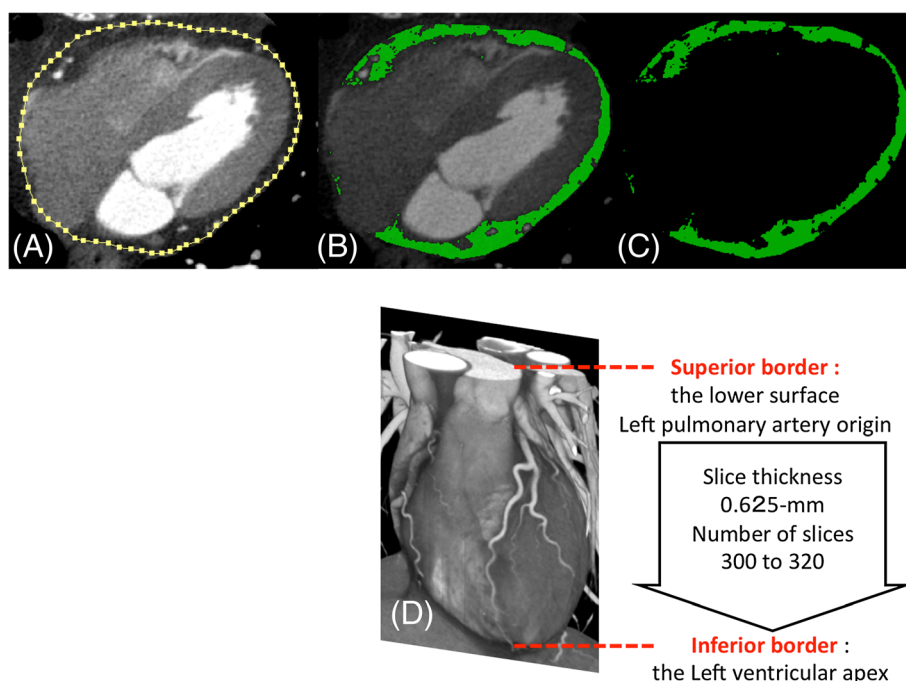 (A)
(B)
(C)
(D)
Superior border :
the lower surface
Left pulmonary artery origin
Slice thickness
0.625-mm
Number of slices
300 to 320
Inferior border :
the Left ventricular apex